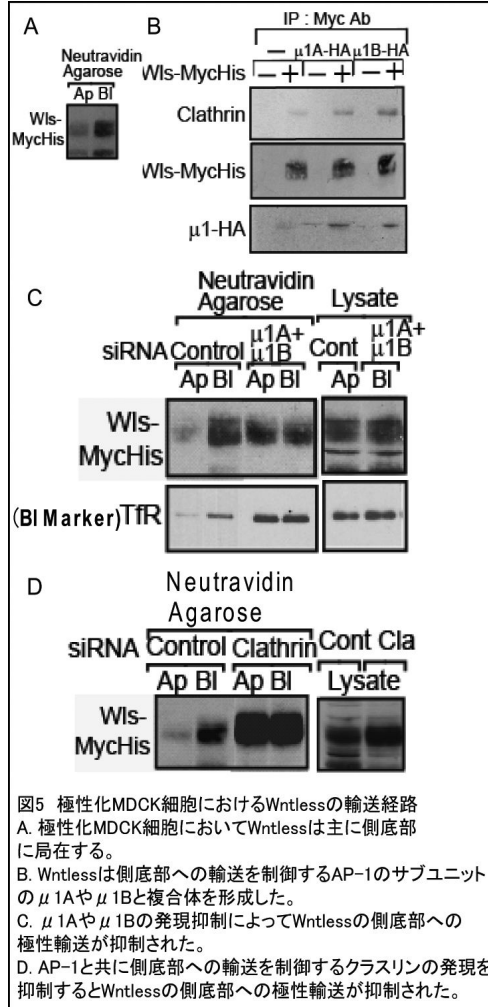 A
Neutravidin
Agarose
Ap Bl
Wls-
MycHis
B
IP : Myc Ab
− μ1A-HA μ1B-HA
Wls-MycHis − + − + − +
Clathrin
Wls-MycHis
μ1-HA
C
Neutravidin
Agarose
Lysate
siRNA Control μ1A+ μ1B
Cont μ1A+ μ1B
Ap Bl Ap Bl
Ap Bl
Wls-
MycHis
(Bl Marker)TfR
D
Neutravidin
Agarose
siRNA Control Clathrin Cont Cla
Ap Bl Ap Bl Lysate
Wls-
MycHis
図5 極性化MDCK細胞におけるWntlessの輸送経路
A. 極性化MDCK細胞においてWntlessは主に側底部
に局在する。
B. Wntlessは側底部への輸送を制御するAP-1のサブユニット
のμ1Aやμ1Bと複合体を形成した。
C. μ1Aやμ1Bの発現抑制によってWntlessの側底部への
極性輸送が抑制された。
D. AP-1と共に側底部への輸送を制御するクラスリンの発現を
抑制するとWntlessの側底部への極性輸送が抑制された。